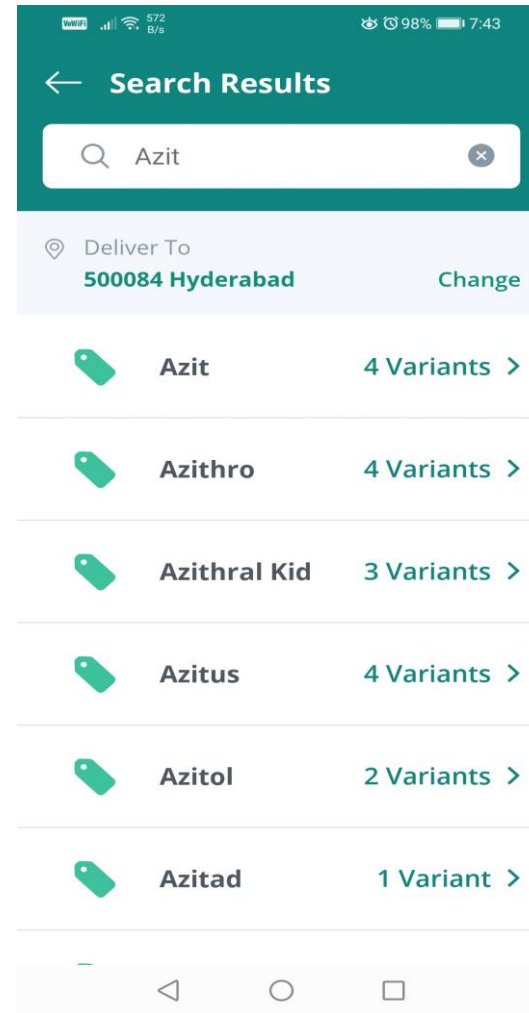 VoWiFi 572 B/s 98% 7:43
Search Results
Azit
Deliver To
500084 Hyderabad Change
Azit 4 Variants
Azithro 4 Variants
Azithral Kid 3 Variants
Azitus 4 Variants
Azitol 2 Variants
Azitad 1 Variant